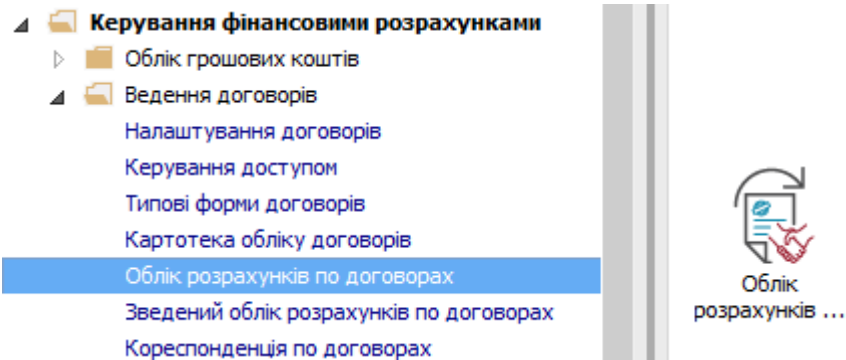 Керування фінансовими розрахунками
Облік грошових коштів
Ведення договорів
Налаштування договорів
Керування доступом
Типові форми договорів
Картотека обліку договорів
Облік розрахунків по договорах
Зведений облік розрахунків по договорах
Кореспонденція по договорах
Облік
розрахунків ...